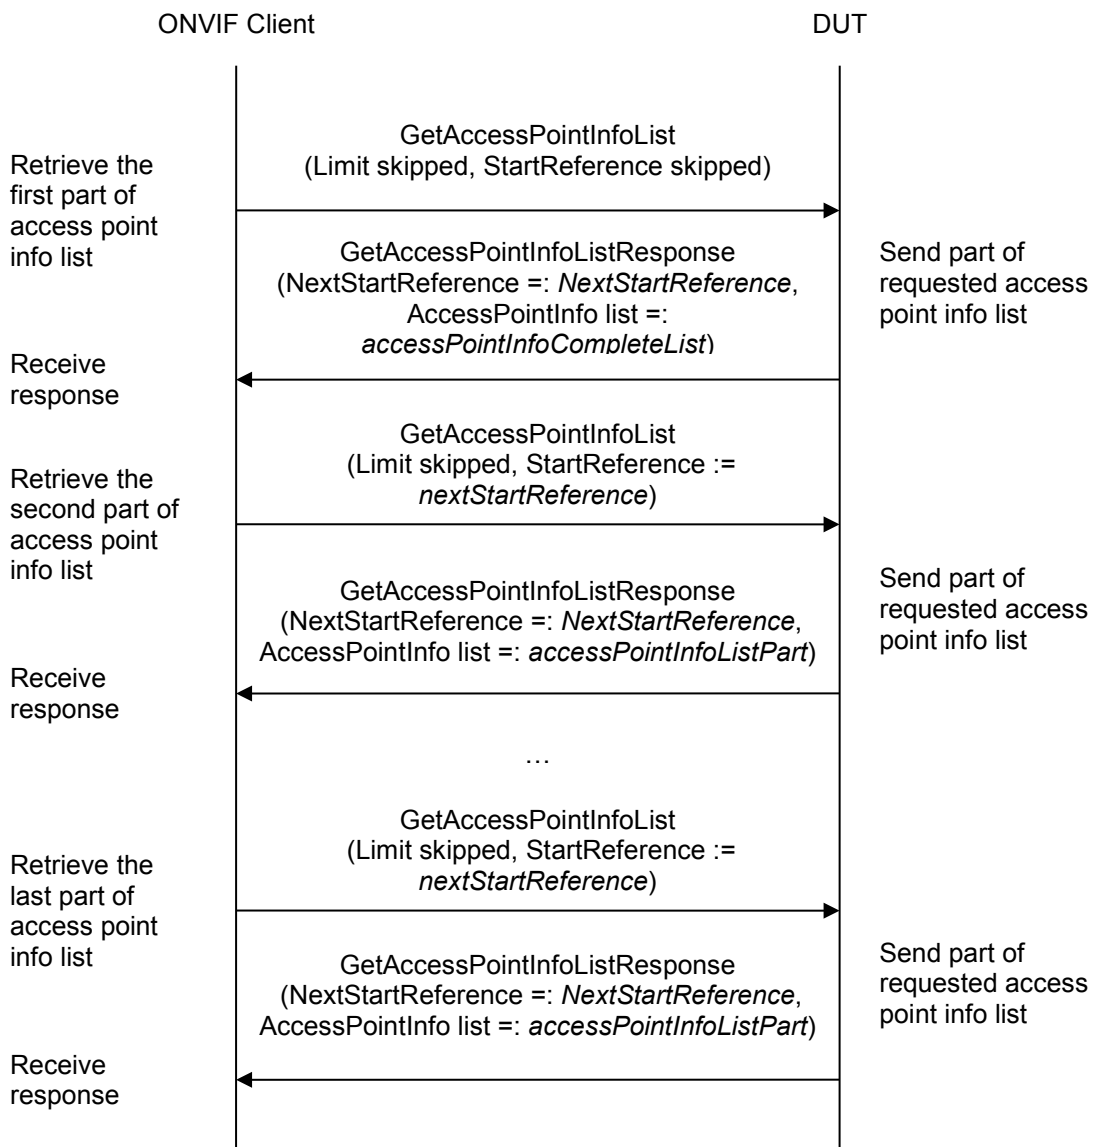 ONVIF Client
DUT
GetAccessPointInfoList
(Limit skipped, StartReference skipped)
Retrieve the
first part of
access point
info list
GetAccessPointInfoListResponse
(NextStartReference =: NextStartReference,
AccessPointInfo list =:
accessPointInfoCompleteList)
Send part of
requested access
point info list
Receive
response
GetAccessPointInfoList
(Limit skipped, StartReference :=
nextStartReference)
Retrieve the
second part of
access point
info list
GetAccessPointInfoListResponse
(NextStartReference =: NextStartReference,
AccessPointInfo list =: accessPointInfoListPart)
Send part of
requested access
point info list
Receive
response
…
GetAccessPointInfoList
(Limit skipped, StartReference :=
nextStartReference)
Retrieve the
last part of
access point
info list
GetAccessPointInfoListResponse
(NextStartReference =: NextStartReference,
AccessPointInfo list =: accessPointInfoListPart)
Send part of
requested access
point info list
Receive
response